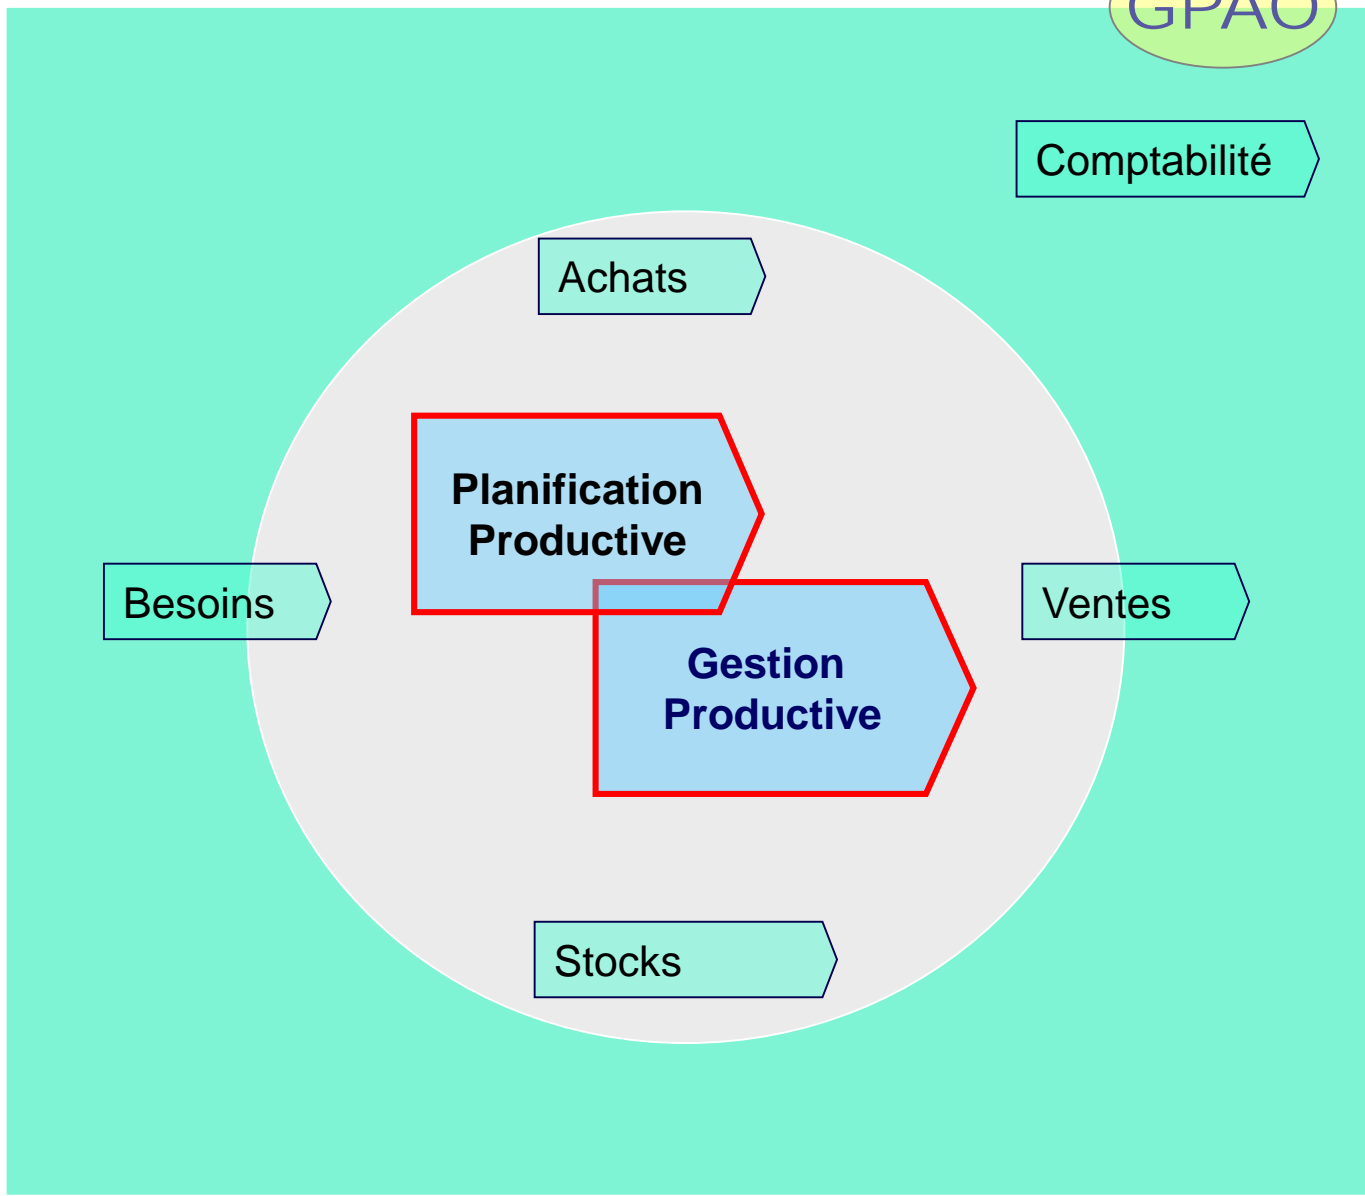 GPAO
Comptabilité
Achats
Planification
Productive
Besoins
Ventes
Gestion
Productive
Stocks